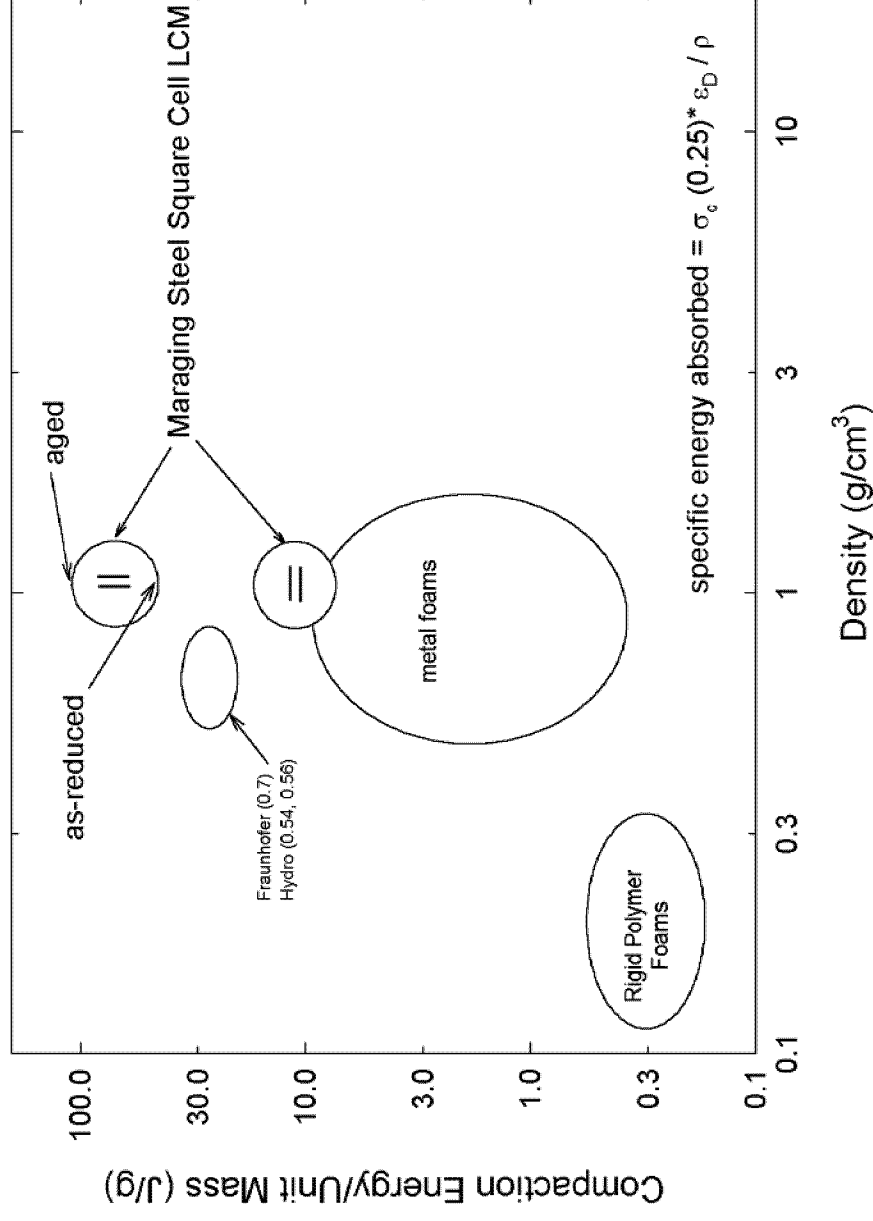 aged
as-reduced
Maraging Steel Square Cell LCM
||
=
Fraunhofer (0.7)
Hydro (0.54, 0.56)
metal foams
Rigid Polymer
Foams
specific energy absorbed = σc (0.25)* εD / ρ
100.0
30.0
10.0
3.0
1.0
0.3
0.1
Compaction Energy/Unit Mass (J/g)
0.1
0.3
1
3
10
Density (g/cm³)